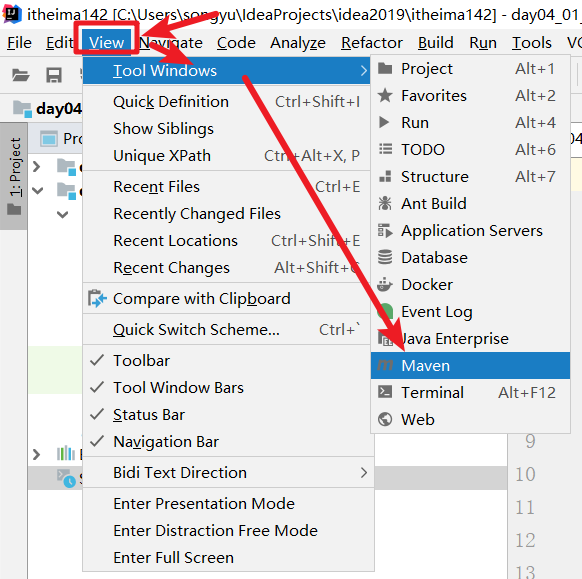 itheima142 [C:\Users\songyu\IdeaProjects\idea2019\itheima142] - day04_01_
File Edit View Navigate Code Analyze Refactor Build Run Tools VC
day04
1: Project
Pro
Tool Windows
Quick Definition Ctrl+Shift+I
Show Siblings
Unique XPath Ctrl+Alt+X, P
Recent Files Ctrl+E
Recently Changed Files
Recent Locations Ctrl+Shift+E
Recent Changes Alt+Shift+C
Compare with Clipboard
Quick Switch Scheme... Ctrl+`
Toolbar
Tool Window Bars
Status Bar
Navigation Bar
Bidi Text Direction
Enter Presentation Mode
Enter Distraction Free Mode
Enter Full Screen
Project Alt+1
Favorites Alt+2
Run Alt+4
TODO Alt+6
Structure Alt+7
Ant Build
Application Servers
Database
Docker
Event Log
Java Enterprise
Maven
Terminal Alt+F12
Web
04
9
10
11
12
13